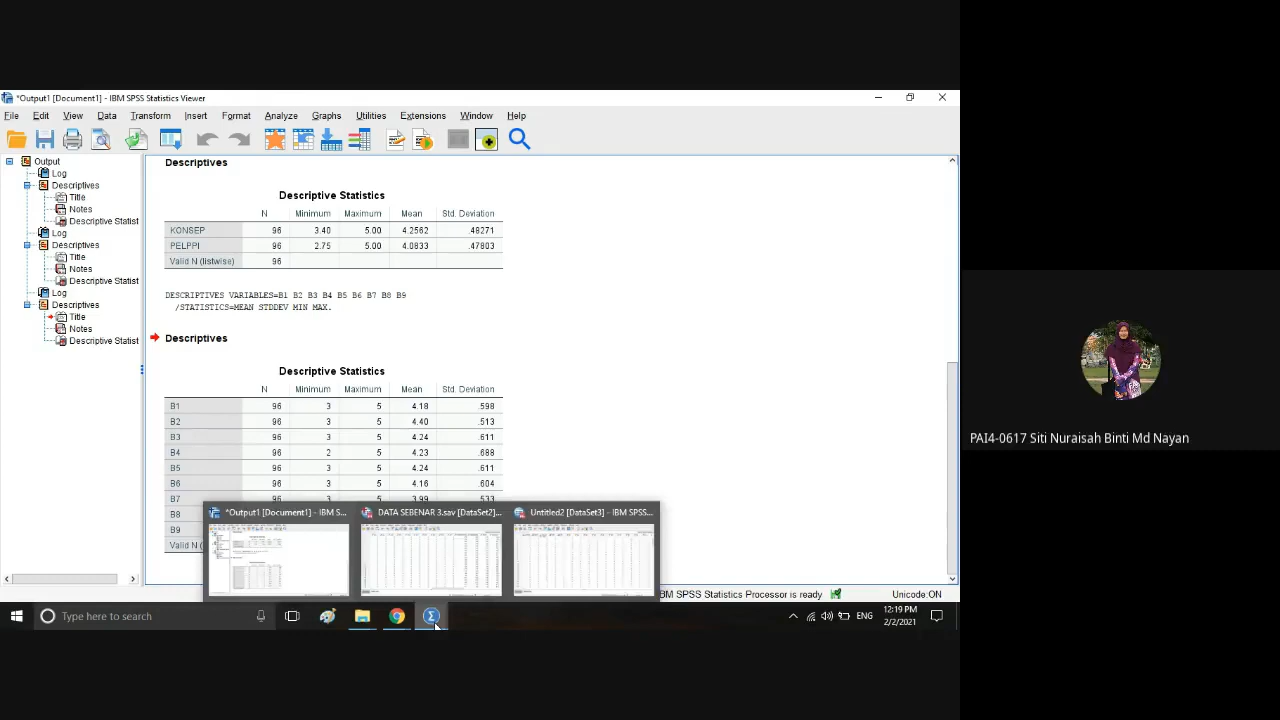 *Output1 [Document1] - IBM SPSS Statistics Viewer
File Edit View Data Transform Insert Format Analyze Graphs Utilities Extensions Window Help
Output
Log
Descriptives
Title
Notes
Descriptive Statist
Log
Descriptives
Title
Notes
Descriptive Statist
Log
Descriptives
Title
Notes
Descriptive Statist
Descriptives
Descriptive Statistics
N Minimum Maximum Mean Std. Deviation
KONSEP 96 3.40 5.00 4.2562 .48271
PELPPI 96 2.75 5.00 4.0833 .47803
Valid N (listwise) 96
DESCRIPTIVES VARIABLES=B1 B2 B3 B4 B5 B6 B7 B8 B9
/STATISTICS=MEAN STDDEV MIN MAX.
Descriptives
Descriptive Statistics
N Minimum Maximum Mean Std. Deviation
B1 96 3 5 4.18 .598
B2 96 3 5 4.40 .513
B3 96 3 5 4.24 .611
B4 96 2 5 4.23 .688
B5 96 3 5 4.24 .611
B6 96 3 5 4.16 .604
B7 96 3 5 3.99 .533
B8
B9
Valid N
*Output1 [Document1] - IBM S...
DATA SEBENAR 3.sav [DataSet2]...
Untitled2 [DataSet3] - IBM SPSS...
BM SPSS Statistics Processor is ready Unicode:ON
Type here to search
ENG
12:19 PM
2/2/2021
PAI4-0617 Siti Nuraisah Binti Md Nayan